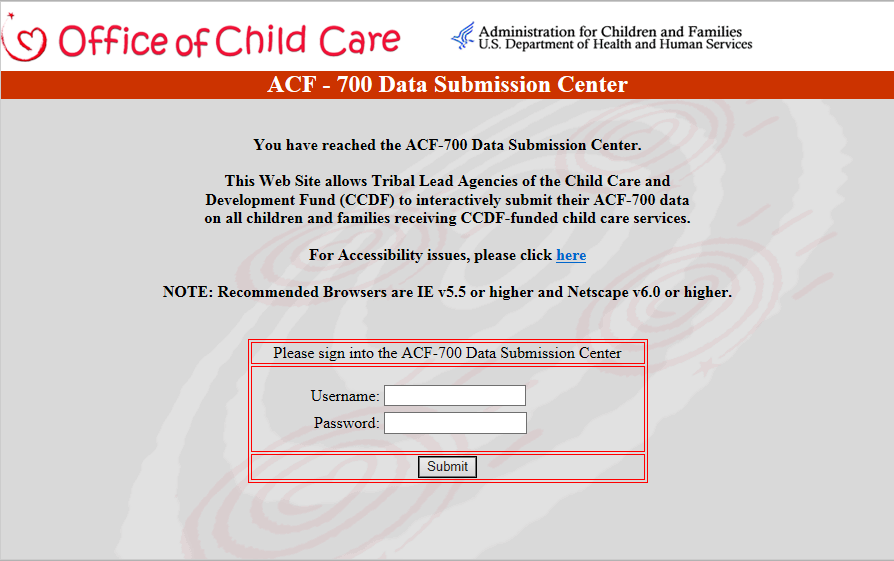 Office of Child Care
Administration for Children and Families
U.S. Department of Health and Human Services
ACF - 700 Data Submission Center
You have reached the ACF-700 Data Submission Center.
This Web Site allows Tribal Lead Agencies of the Child Care and
Development Fund (CCDF) to interactively submit their ACF-700 data
on all children and families receiving CCDF-funded child care services.
For Accessibility issues, please click here
NOTE: Recommended Browsers are IE v5.5 or higher and Netscape v6.0 or higher.
Please sign into the ACF-700 Data Submission Center
Username:
Password:
Submit